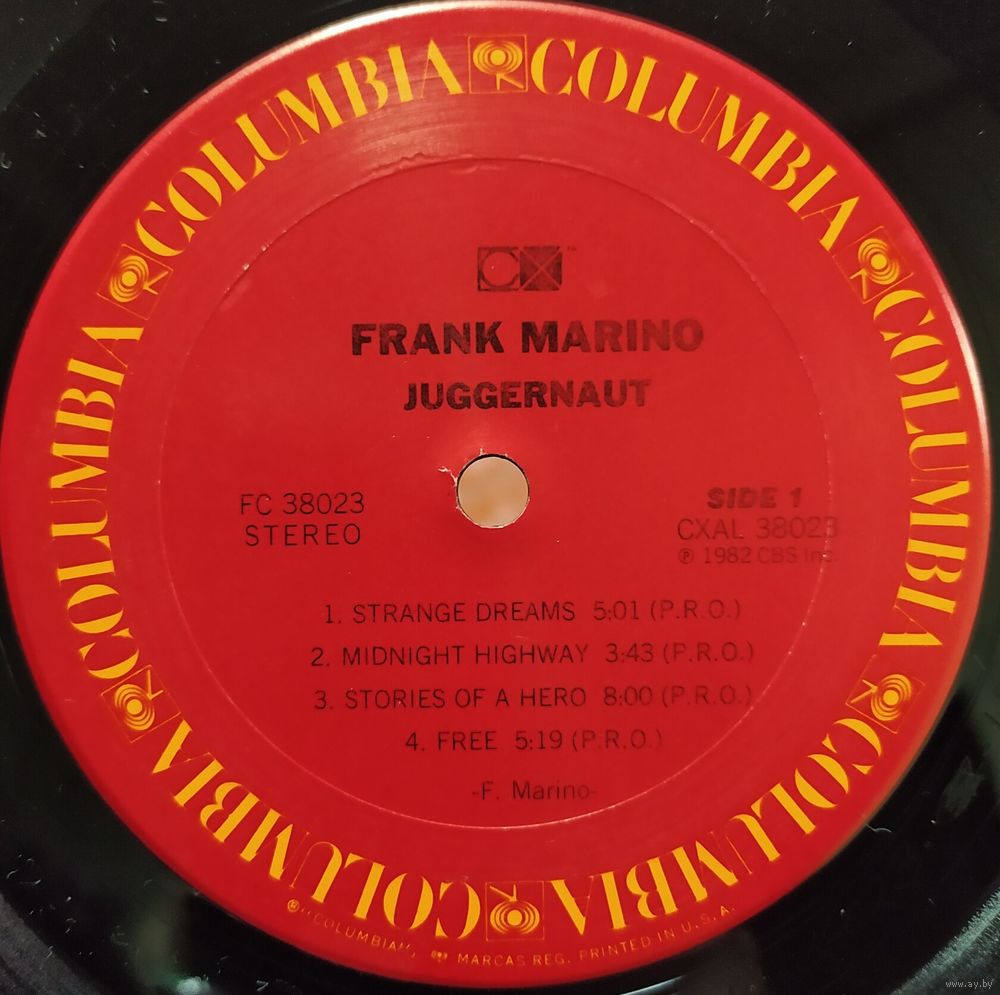 COLUMBIA COLUMBIA COLUMBIA COLUMBIA COLUMBIA COLUMBIA
CX™
FRANK MARINO
JUGGERNAUT
FC 38023
STEREO
SIDE 1
CXAL 38023
℗ 1982 CBS Inc.
1. STRANGE DREAMS 5:01 (P.R.O.)
2. MIDNIGHT HIGHWAY 3:43 (P.R.O.)
3. STORIES OF A HERO 8:00 (P.R.O.)
4. FREE 5:19 (P.R.O.)
-F. Marino-
® "COLUMBIA", MARCAS REG. PRINTED IN U.S.A.
www.ay.by